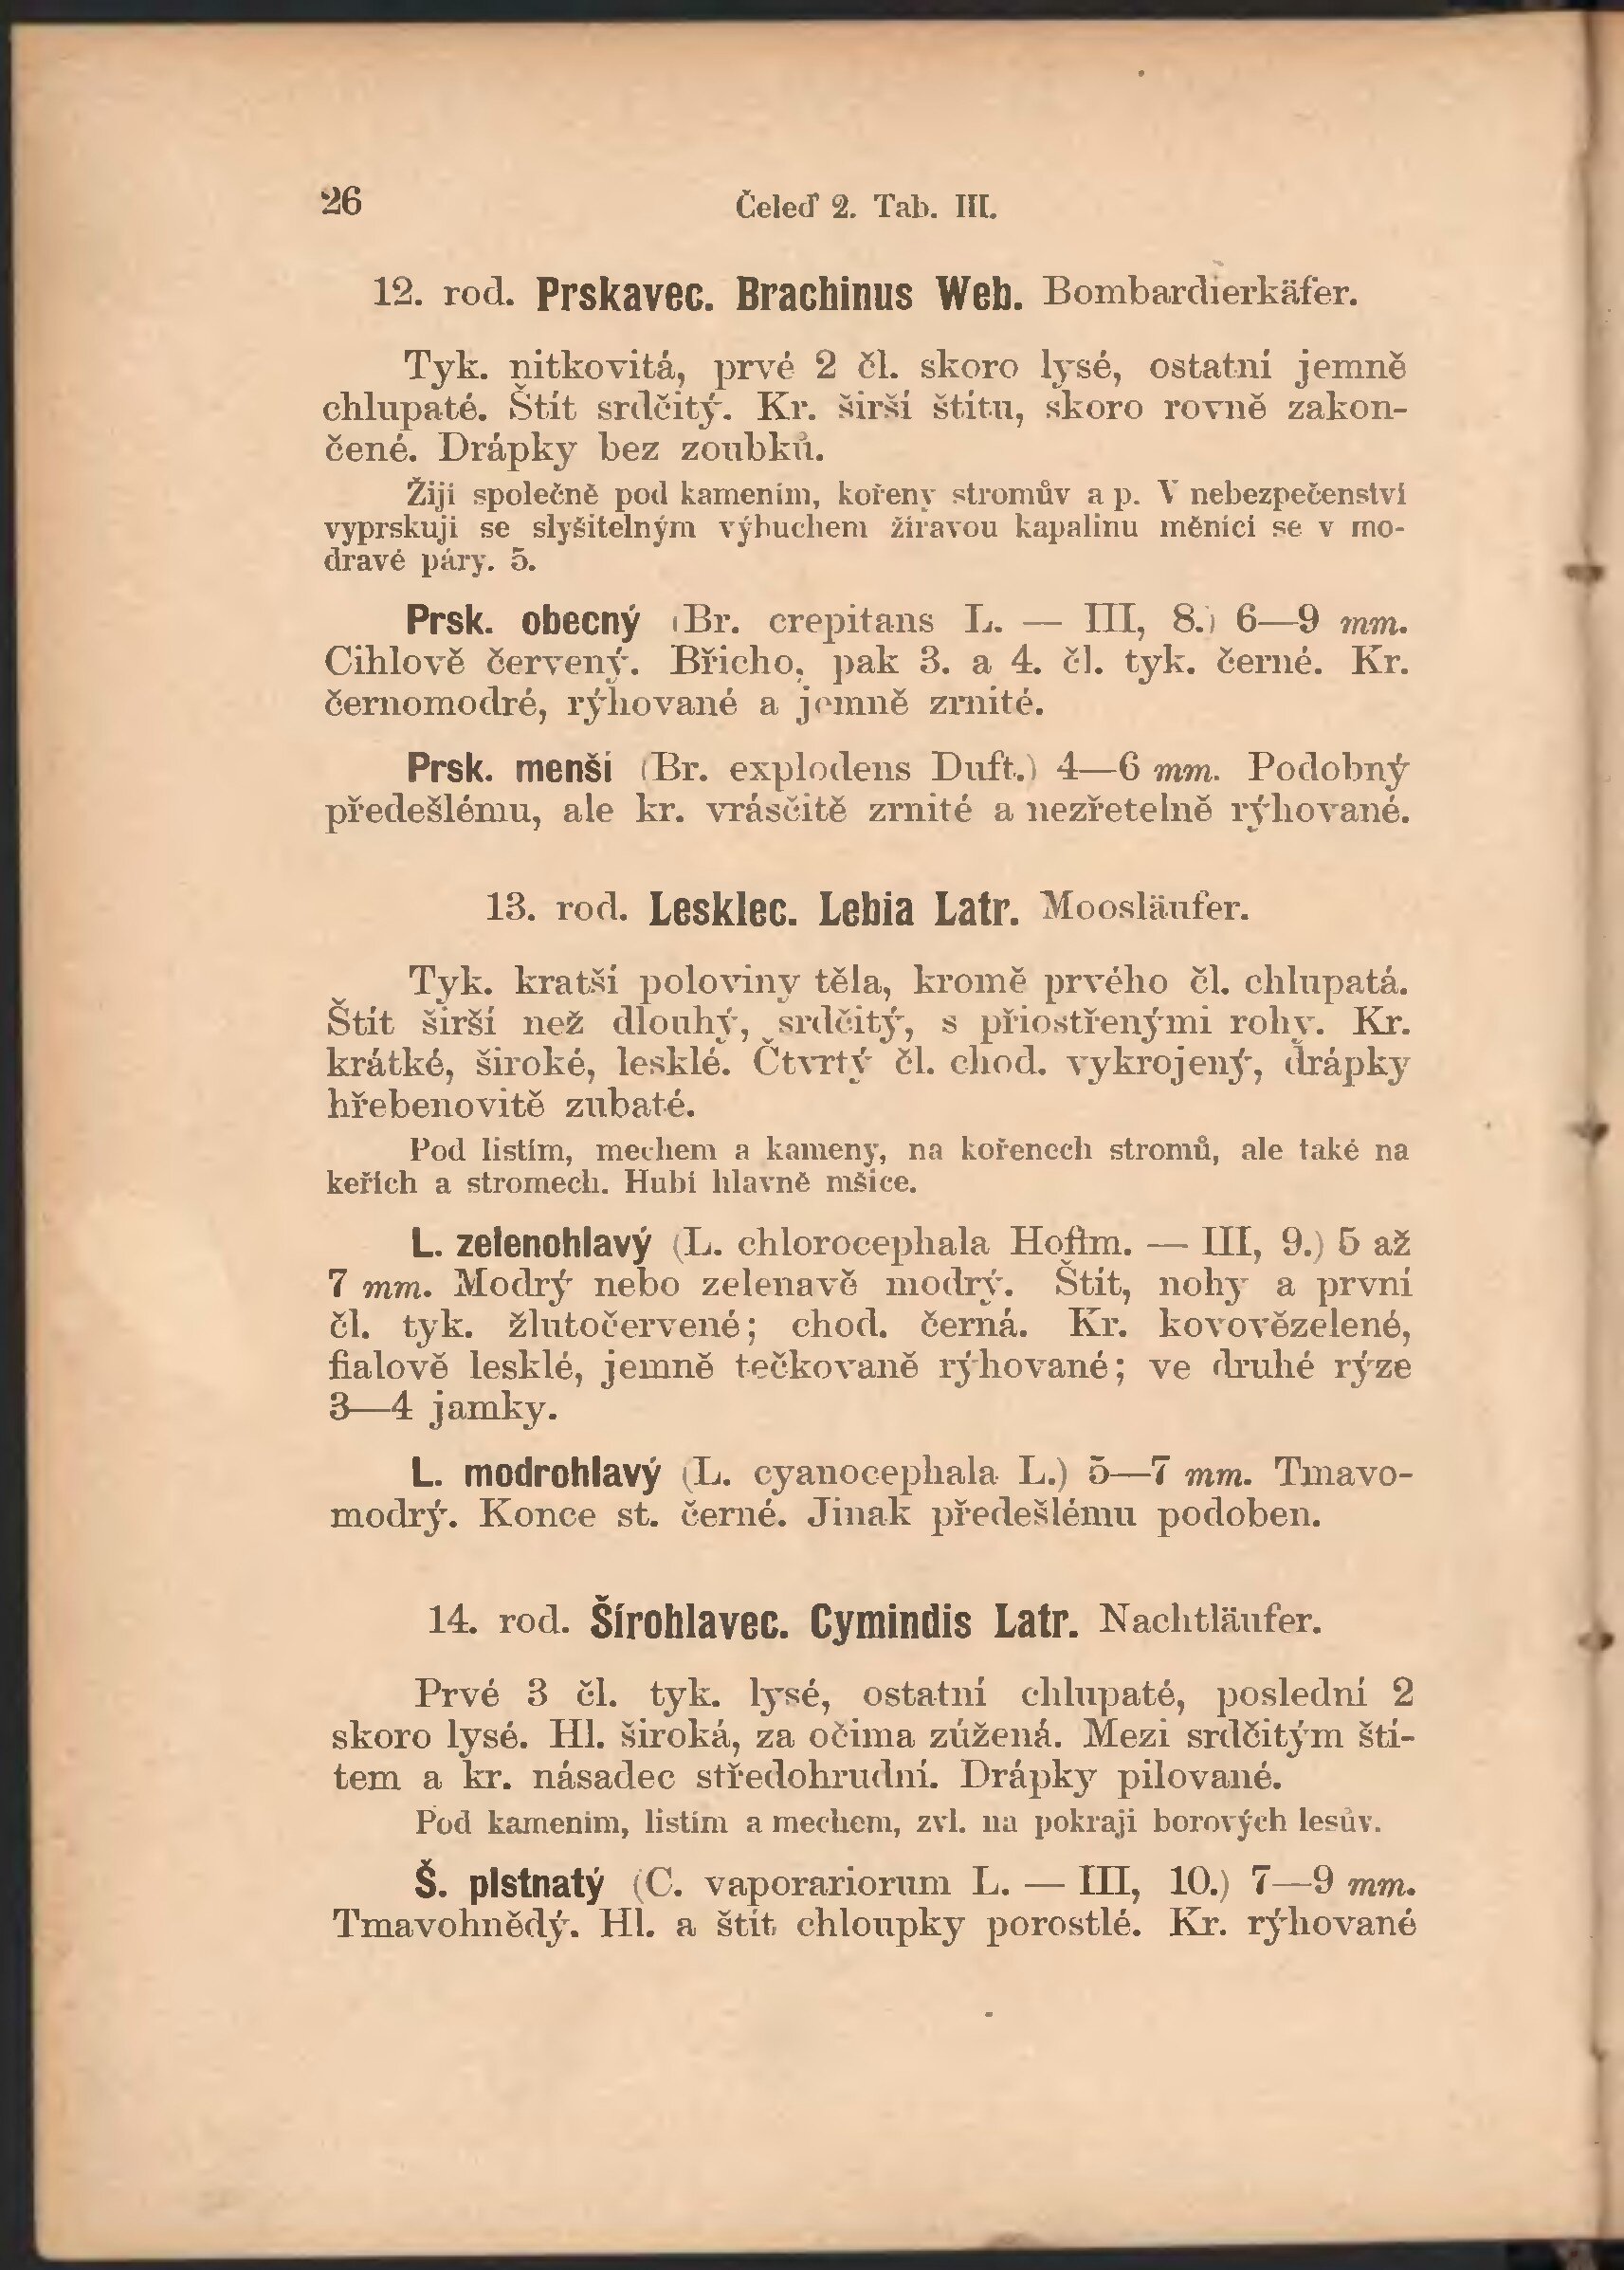 26
Čeleď 2. Tab. III.
12. rod. Prskavec. Brachinus Web. Bombardierkäfer.
Tyk. nitkovitá, prvé 2 čl. skoro lysé, ostatní jemně
chlupaté. Štít srdčitý. Kr. širší štítu, skoro rovně zakon-
čené. Drápky bez zoubků.
Žijí společně pod kamením, kořeny stromův a p. V nebezpečenství
vyprskují se slyšitelným výbuchem žíravou kapalinu měnící se v mo-
dravé páry. 5.
Prsk. obecný (Br. crepitans L. — III, 8.) 6—9 mm.
Cihlově červený. Břicho, pak 3. a 4. čl. tyk. černé. Kr.
černomodré, rýhované a jemně zrnité.
Prsk. menší (Br. explodens Duft.) 4—6 mm. Podobný
předešlému, ale kr. vrásčitě zrnité a nezřetelně rýhované.
13. rod. Lesklec. Lebia Latr. Moosläufer.
Tyk. kratší poloviny těla, kromě prvého čl. chlupatá.
Štít širší než dlouhý, srdčitý, s přiostřenými rohy. Kr.
krátké, široké, lesklé. Čtvrtý čl. chod. vykrojený, drápky
hřebenovitě zubaté.
Pod listím, mechem a kameny, na kořenech stromů, ale také na
keřích a stromech. Hubí hlavně mšice.
L. zelenohlavý (L. chlorocephala Hoffm. — III, 9.) 5 až
7 mm. Modrý nebo zelenavě modrý. Štít, nohy a první
čl. tyk. žlutočervené; chod. černá. Kr. kovovězelené,
fialově lesklé, jemně tečkovaně rýhované; ve druhé rýze
3—4 jamky.
L. modrohlavý (L. cyanocephala L.) 5—7 mm. Tmavo-
modrý. Konce st. černé. Jinak předešlému podoben.
14. rod. Šírohlavec. Cymindis Latr. Nachtläufer.
Prvé 3 čl. tyk. lysé, ostatní chlupaté, poslední 2
skoro lysé. Hl. široká, za očima zúžená. Mezi srdčitým ští-
tem a kr. násadec středohrudní. Drápky pilované.
Pod kamením, listím a mechem, zvl. na pokraji borových lesův.
Š. plstnatý (C. vaporariorum L. — III, 10.) 7—9 mm.
Tmavohnědý. Hl. a štít chloupky porostlé. Kr. rýhované